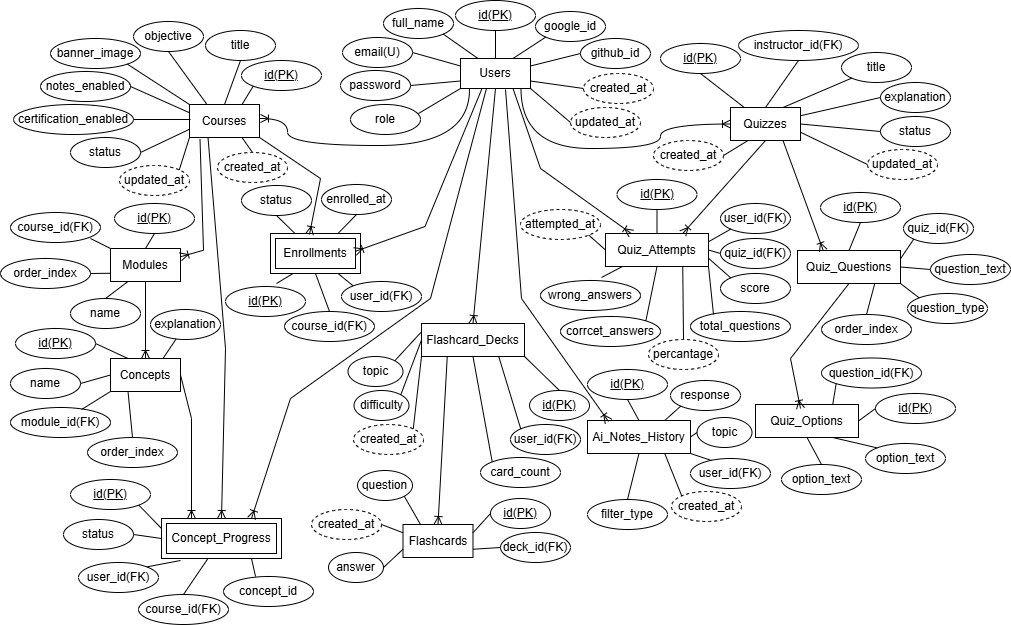 id(PK)
full_name
google_id
email(U)
github_id
Users
password
created_at
role
updated_at
objective
title
banner_image
id(PK)
notes_enabled
certification_enabled
Courses
status
updated_at
created_at
instructor_id(FK)
id(PK)
title
explanation
Quizzes
status
created_at
updated_at
status
enrolled_at
Enrollments
id(PK)
user_id(FK)
course_id(FK)
id(PK)
course_id(FK)
Modules
order_index
name
explanation
id(PK)
Concepts
name
module_id(FK)
order_index
id(PK)
status
Concept_Progress
user_id(FK)
course_id(FK)
concept_id
id(PK)
attempted_at
user_id(FK)
Quiz_Attempts
quiz_id(FK)
score
wrong_answers
corrcet_answers
total_questions
percantage
id(PK)
quiz_id(FK)
Quiz_Questions
question_text
question_type
order_index
question_id(FK)
id(PK)
Quiz_Options
option_text
option_text
Flashcard_Decks
topic
difficulty
created_at
id(PK)
user_id(FK)
card_count
id(PK)
response
Ai_Notes_History
topic
user_id(FK)
created_at
filter_type
question
created_at
id(PK)
Flashcards
deck_id(FK)
answer